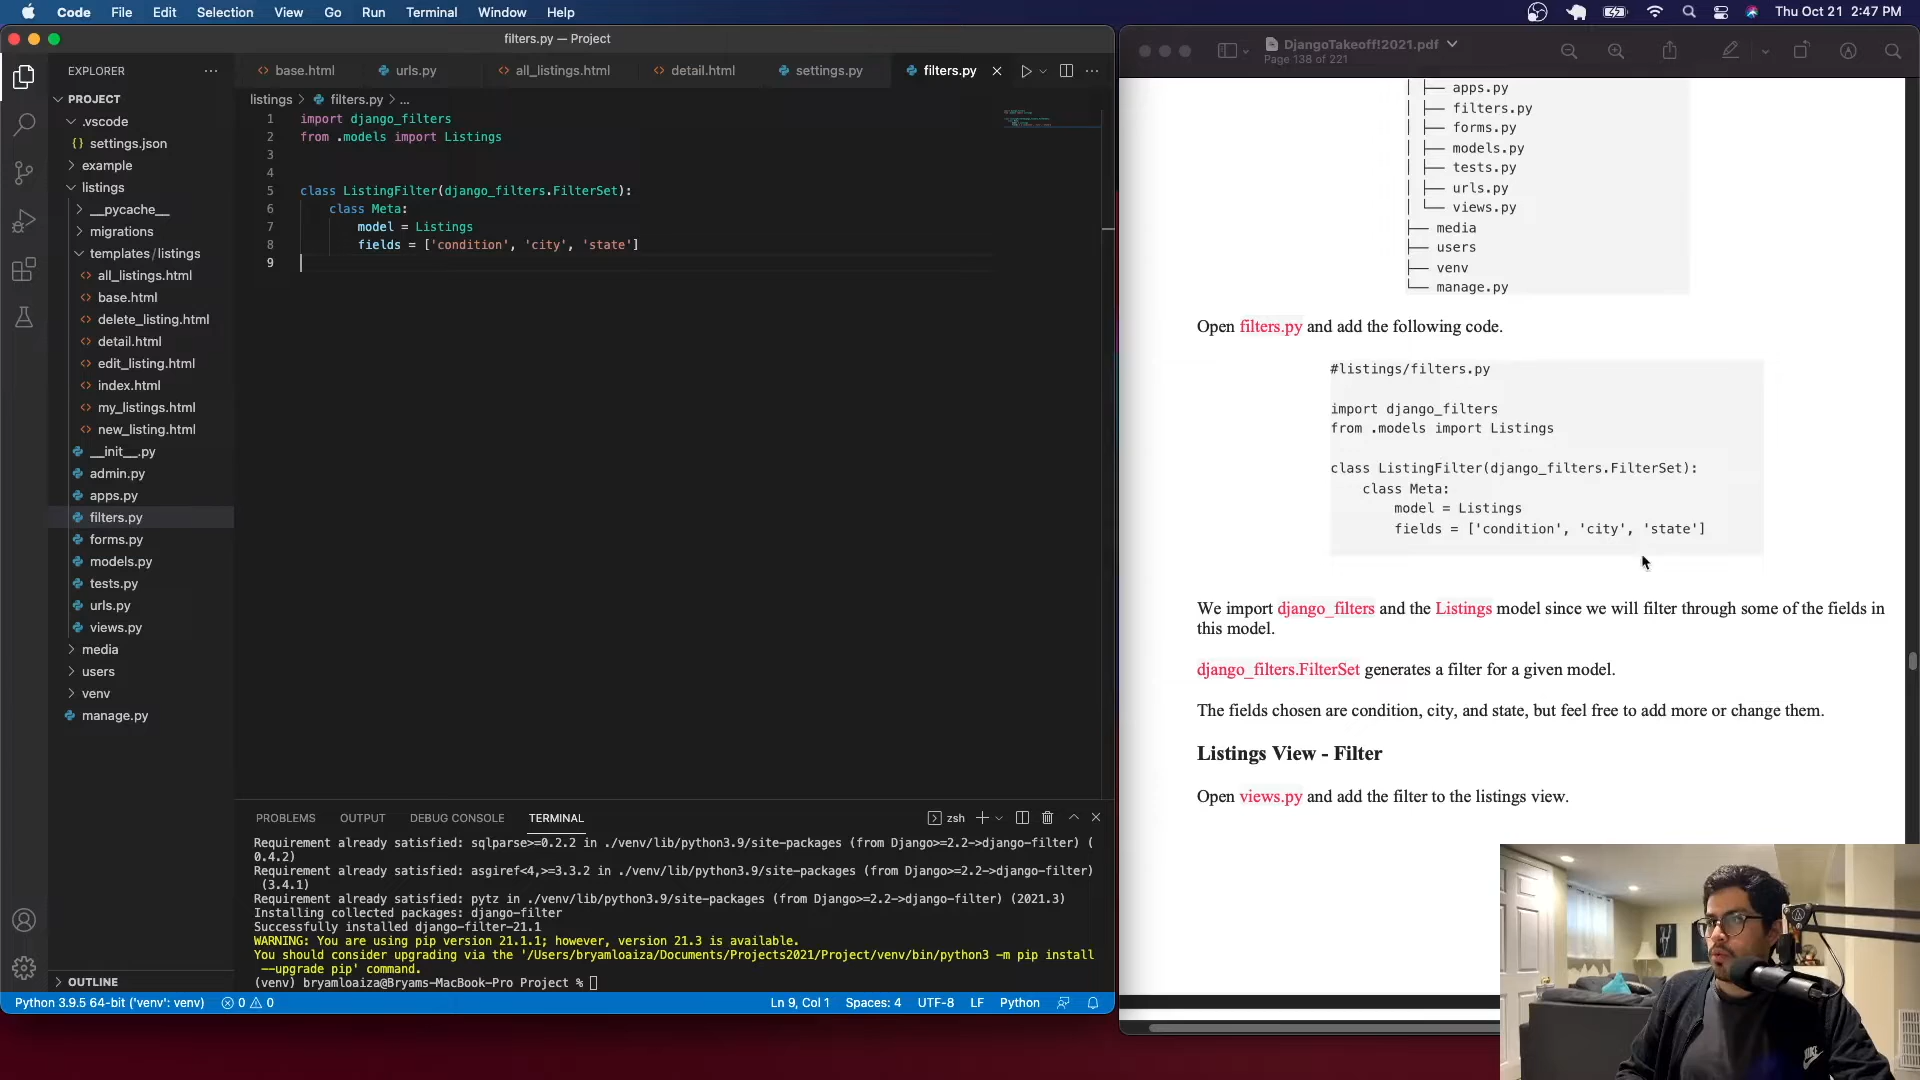 Code File Edit Selection View Go Run Terminal Window Help
Thu Oct 21 2:47 PM
filters.py — Project
EXPLORER
base.html
urls.py
all_listings.html
detail.html
settings.py
filters.py
PROJECT
.vscode
settings.json
example
listings
__pycache__
migrations
templates/listings
all_listings.html
base.html
delete_listing.html
detail.html
edit_listing.html
index.html
my_listings.html
new_listing.html
__init__.py
admin.py
apps.py
filters.py
forms.py
models.py
tests.py
urls.py
views.py
media
users
venv
manage.py
OUTLINE
listings > filters.py > ...
1 import django_filters
2 from .models import Listings
3
4
5 class ListingFilter(django_filters.FilterSet):
6 class Meta:
7 model = Listings
8 fields = ['condition', 'city', 'state']
9
PROBLEMS OUTPUT DEBUG CONSOLE TERMINAL
zsh
Requirement already satisfied: sqlparse>=0.2.2 in ./venv/lib/python3.9/site-packages (from Django>=2.2->django-filter) (
0.4.2)
Requirement already satisfied: asgiref<4,>=3.3.2 in ./venv/lib/python3.9/site-packages (from Django>=2.2->django-filter)
(3.4.1)
Requirement already satisfied: pytz in ./venv/lib/python3.9/site-packages (from Django>=2.2->django-filter) (2021.3)
Installing collected packages: django-filter
Successfully installed django-filter-21.1
WARNING: You are using pip version 21.1.1; however, version 21.3 is available.
You should consider upgrading via the '/Users/bryamloaiza/Documents/Projects2021/Project/venv/bin/python3 -m pip install
--upgrade pip' command.
(venv) bryamloaiza@Bryams-MacBook-Pro Project %
Python 3.9.5 64-bit ('venv': venv)
0 0
Ln 9, Col 1 Spaces: 4 UTF-8 LF Python
DjangoTakeoff!2021.pdf
Page 138 of 221
│ ├── apps.py
│ ├── filters.py
│ ├── forms.py
│ ├── models.py
│ ├── tests.py
│ ├── urls.py
│ └── views.py
├── media
├── users
├── venv
└── manage.py
Open filters.py and add the following code.
#listings/filters.py
import django_filters
from .models import Listings
class ListingFilter(django_filters.FilterSet):
class Meta:
model = Listings
fields = ['condition', 'city', 'state']
We import django_filters and the Listings model since we will filter through some of the fields in
this model.
django_filters.FilterSet generates a filter for a given model.
The fields chosen are condition, city, and state, but feel free to add more or change them.
Listings View - Filter
Open views.py and add the filter to the listings view.